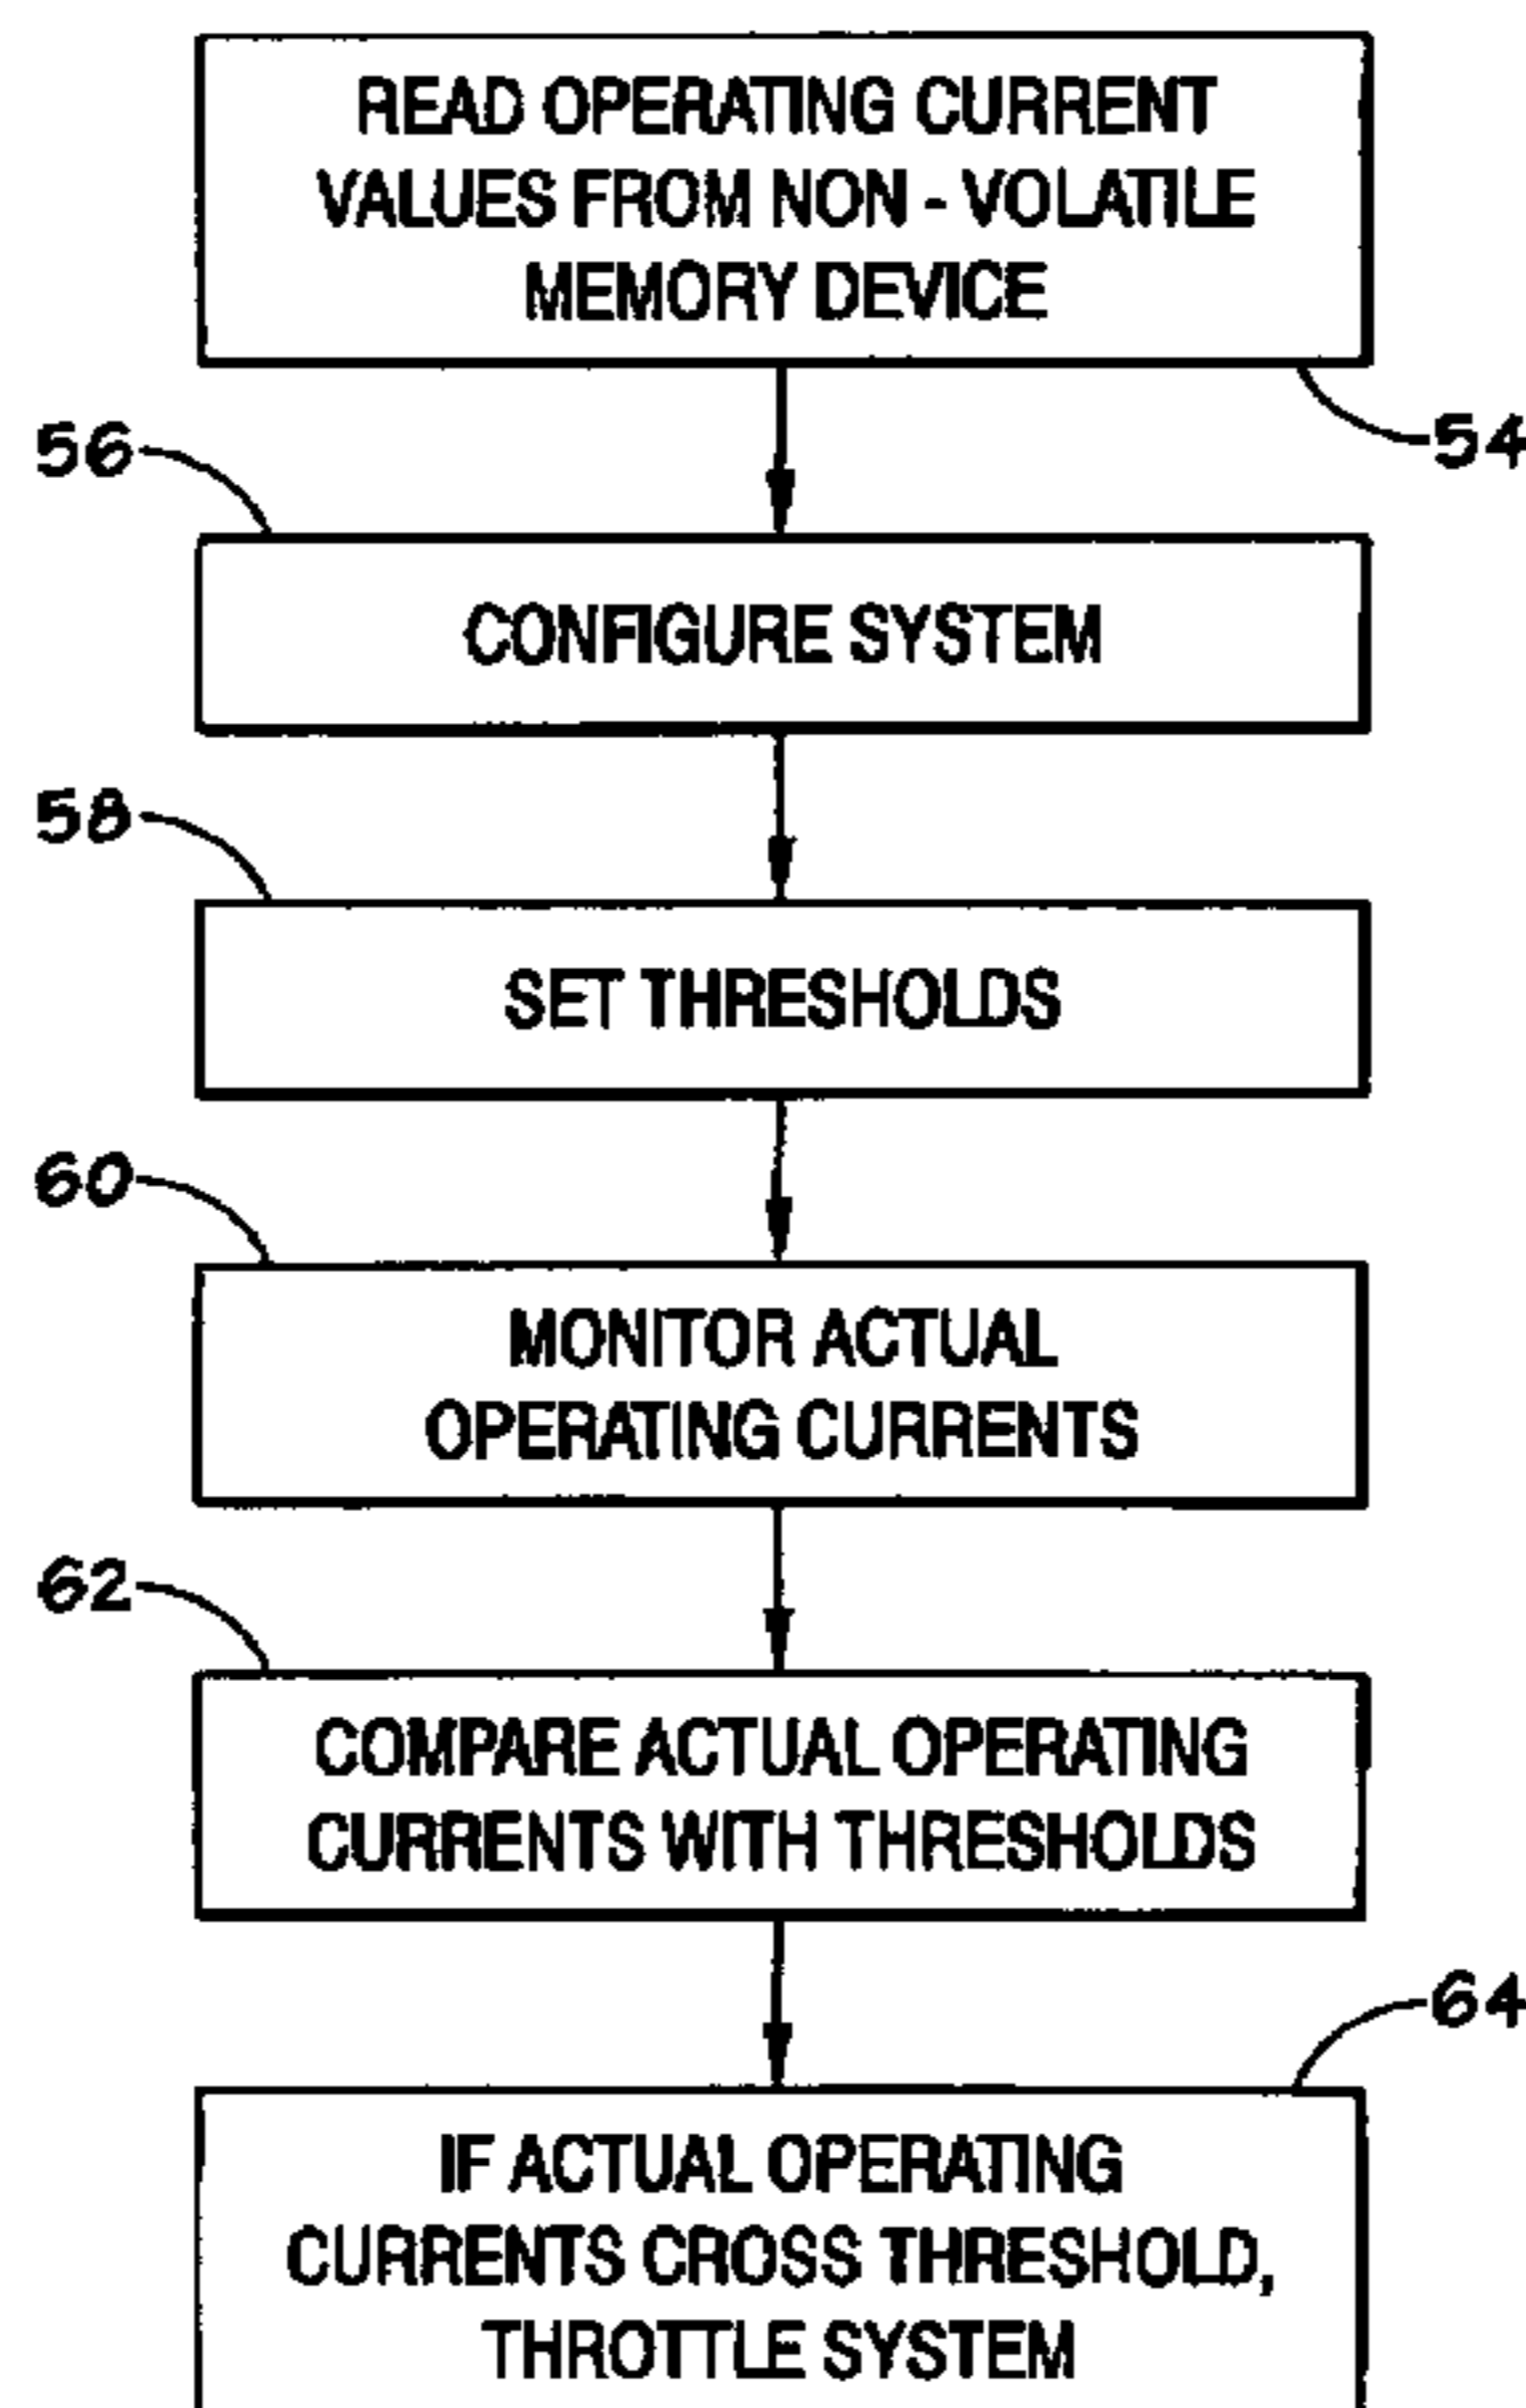 READ OPERATING CURRENT
VALUES FROM NON - VOLATILE
MEMORY DEVICE
54
56
CONFIGURE SYSTEM
58
SET THRESHOLDS
60
MONITOR ACTUAL
OPERATING CURRENTS
62
COMPARE ACTUAL OPERATING
CURRENTS WITH THRESHOLDS
64
IF ACTUAL OPERATING
CURRENTS CROSS THRESHOLD,
THROTTLE SYSTEM